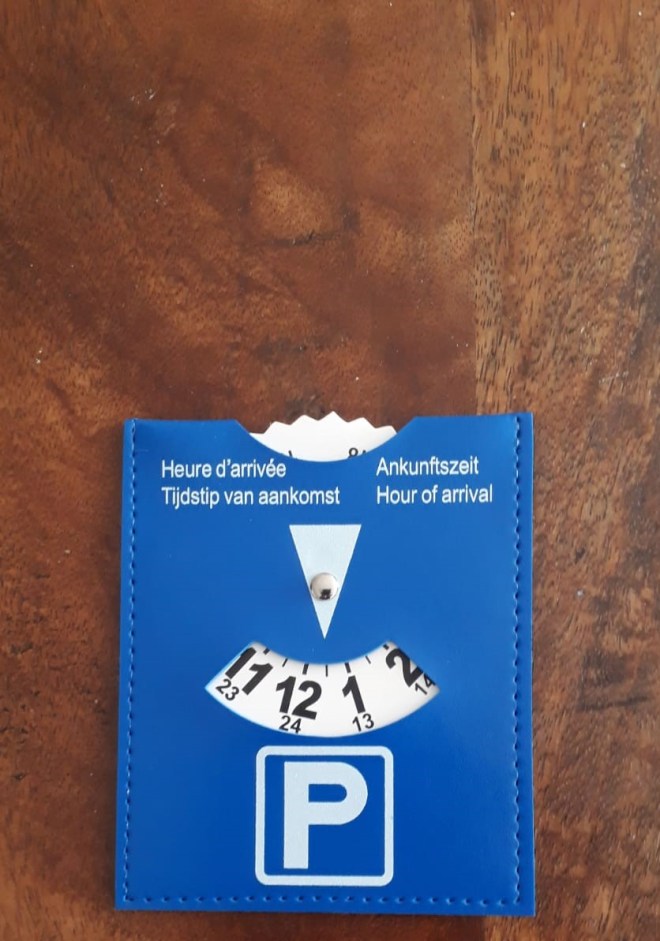 Heure d'arrivée
Tijdstip van aankomst
Ankunftszeit
Hour of arrival
11 12 1 2
23 24 13 14
P